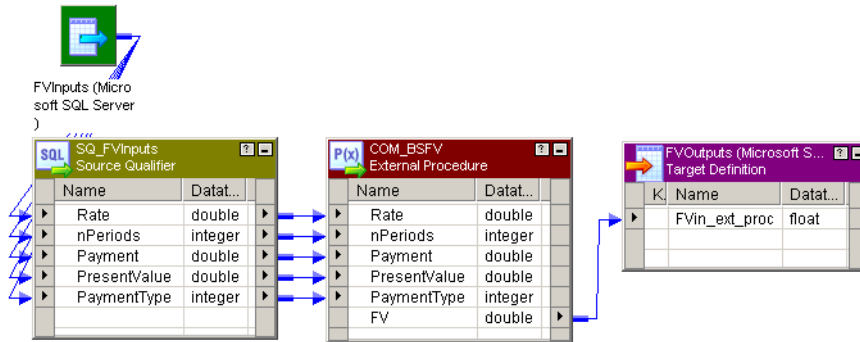 FVInputs (Micro
soft SQL Server
)
SQL SQ_FVInputs ?
Source Qualifier
Name Datat...
Rate double
nPeriods integer
Payment double
PresentValue double
PaymentType integer
P(x) COM_BSFV ?
External Procedure
Name Datat...
Rate double
nPeriods integer
Payment double
PresentValue double
PaymentType integer
FV double
FVOutputs (Microsoft S... ?
Target Definition
K. Name Datat...
FVin_ext_proc float